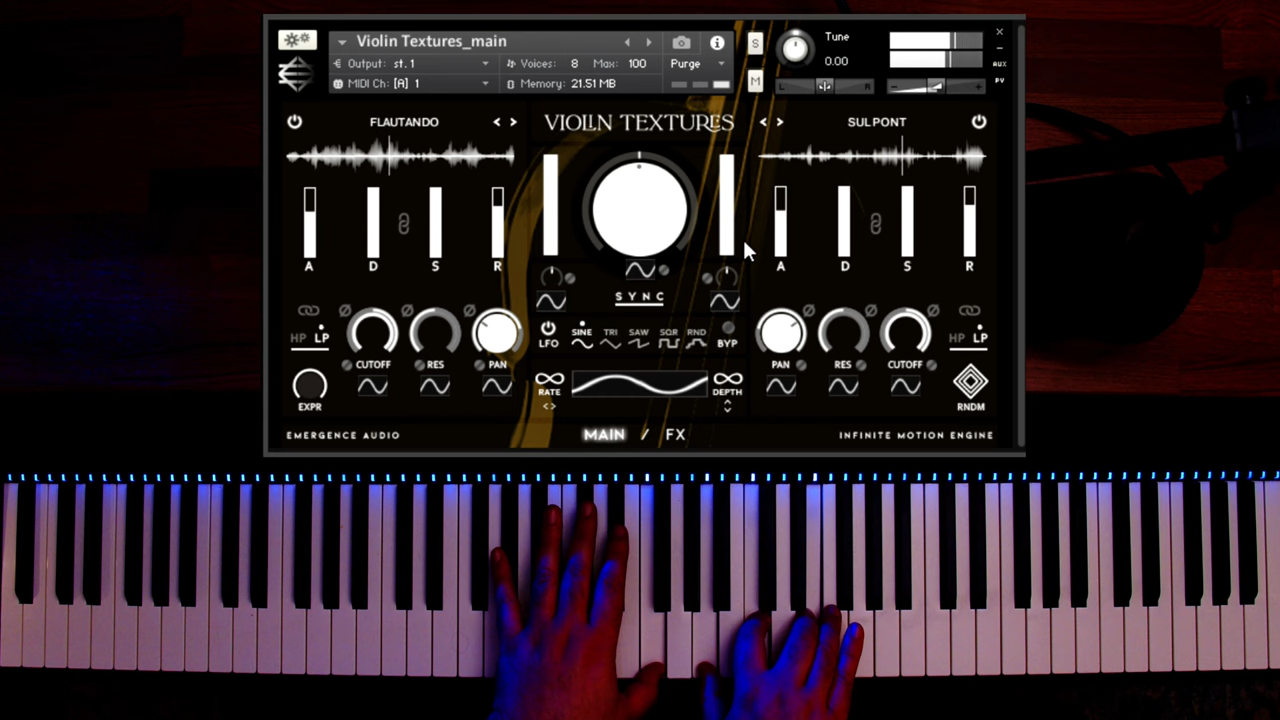 Violin Textures_main
S
Tune
0.00
Output: st. 1
Voices: 8 Max: 100
Purge
MIDI Ch: [A] 1
Memory: 21.51 MB
M
L R
- +
AUX
PV
FLAUTANDO
VIOLIN TEXTURES
SUL PONT
A D S R
A D S R
SYNC
HP LP
CUTOFF RES PAN
LFO
SINE TRI SAW SQR RND
BYP
PAN RES CUTOFF
HP LP
EXPR
RATE
DEPTH
RNDM
EMERGENCE AUDIO
MAIN / FX
INFINITE MOTION ENGINE